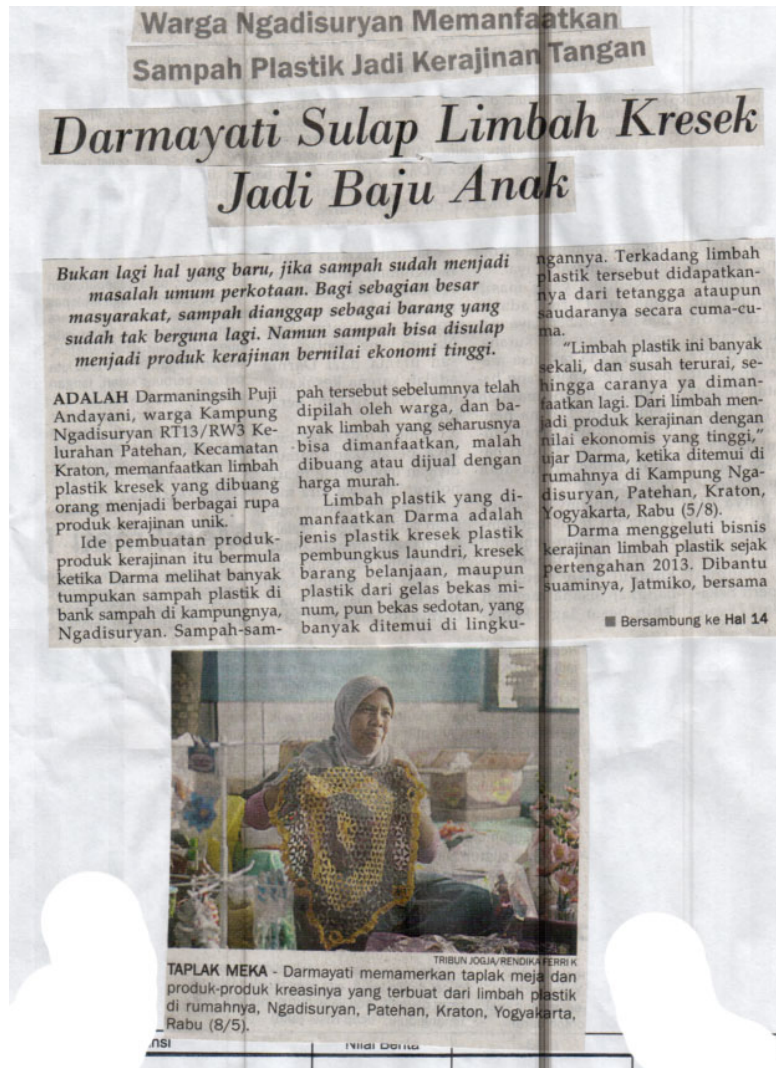 Warga Ngadisuryan Memanfaatkan
Sampah Plastik Jadi Kerajinan Tangan
Darmayati Sulap Limbah Kresek
Jadi Baju Anak
Bukan lagi hal yang baru, jika sampah sudah menjadi
masalah umum perkotaan. Bagi sebagian besar
masyarakat, sampah dianggap sebagai barang yang
sudah tak berguna lagi. Namun sampah bisa disulap
menjadi produk kerajinan bernilai ekonomi tinggi.
ADALAH Darmaningsih Puji
Andayani, warga Kampung
Ngadisuryan RT13/RW3 Ke-
lurahan Patehan, Kecamatan
Kraton, memanfaatkan limbah
plastik kresek yang dibuang
orang menjadi berbagai rupa
produk kerajinan unik.
Ide pembuatan produk-
produk kerajinan itu bermula
ketika Darma melihat banyak
tumpukan sampah plastik di
bank sampah di kampungnya,
Ngadisuryan. Sampah-sam-
pah tersebut sebelumnya telah
dipilah oleh warga, dan ba-
nyak limbah yang seharusnya
bisa dimanfaatkan, malah
dibuang atau dijual dengan
harga murah.
Limbah plastik yang di-
manfaatkan Darma adalah
jenis plastik kresek plastik
pembungkus laundri, kresek
barang belanjaan, maupun
plastik dari gelas bekas mi-
num, pun bekas sedotan, yang
banyak ditemui di lingku-
ngannya. Terkadang limbah
plastik tersebut didapatkan-
nya dari tetangga ataupun
saudaranya secara cuma-cu-
ma.
"Limbah plastik ini banyak
sekali, dan susah terurai, se-
hingga caranya ya diman-
faatkan lagi. Dari limbah men-
jadi produk kerajinan dengan
nilai ekonomis yang tinggi,"
ujar Darma, ketika ditemui di
rumahnya di Kampung Nga-
disuryan, Patehan, Kraton,
Yogyakarta, Rabu (5/8).
Darma menggeluti bisnis
kerajinan limbah plastik sejak
pertengahan 2013. Dibantu
suaminya, Jatmiko, bersama
■ Bersambung ke Hal 14
TRIBUN JOGJA/RENDIKA FERRI K
TAPLAK MEKA - Darmayati memamerkan taplak meja dan
produk-produk kreasinya yang terbuat dari limbah plastik
di rumahnya, Ngadisuryan, Patehan, Kraton, Yogyakarta,
Rabu (8/5).
Nilai Berita